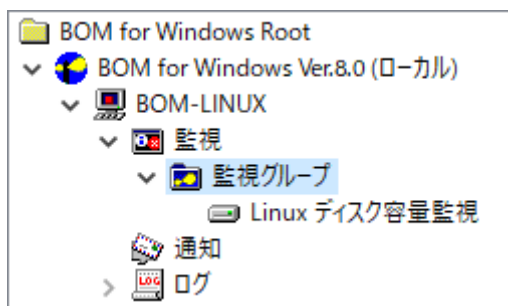 BOM for Windows Root
BOM for Windows Ver.8.0 (ローカル)
BOM-LINUX
監視
監視グループ
Linux ディスク容量監視
通知
LOG
ログ